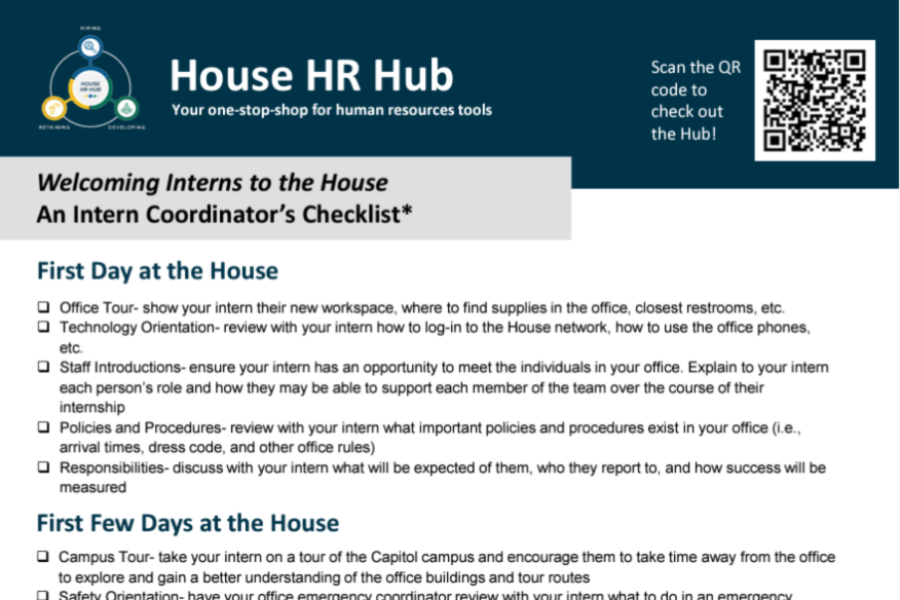 HIRING
HOUSE
HR HUB
RETAINING
DEVELOPING
House HR Hub
Your one-stop-shop for human resources tools
Scan the QR
code to
check out
the Hub!
Welcoming Interns to the House
An Intern Coordinator's Checklist*
First Day at the House
❑ Office Tour- show your intern their new workspace, where to find supplies in the office, closest restrooms, etc.
❑ Technology Orientation- review with your intern how to log-in to the House network, how to use the office phones,
etc.
❑ Staff Introductions- ensure your intern has an opportunity to meet the individuals in your office. Explain to your intern
each person's role and how they may be able to support each member of the team over the course of their
internship
❑ Policies and Procedures- review with your intern what important policies and procedures exist in your office (i.e.,
arrival times, dress code, and other office rules)
❑ Responsibilities- discuss with your intern what will be expected of them, who they report to, and how success will be
measured
First Few Days at the House
❑ Campus Tour- take your intern on a tour of the Capitol campus and encourage them to take time away from the office
to explore and gain a better understanding of the office buildings and tour routes
❑ Safety Orientation- have your office emergency coordinator review with your intern what to do in an emergency